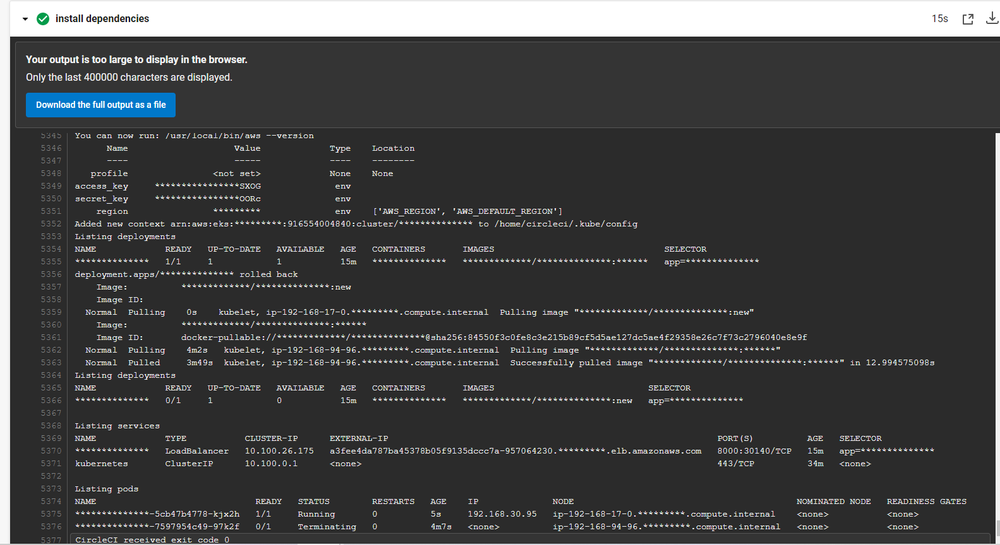 install dependencies 15s
Your output is too large to display in the browser.
Only the last 400000 characters are displayed.
Download the full output as a file
5345 You can now run: /usr/local/bin/aws --version
5346 Name Value Type Location
5347 ---- ----- ---- --------
5348 profile <not set> None None
5349 access_key ****************SXOG env
5350 secret_key ****************OORc env
5351 region ********* env ['AWS_REGION', 'AWS_DEFAULT_REGION']
5352 Added new context arn:aws:eks:*********:916554004840:cluster/************** to /home/circleci/.kube/config
5353 Listing deployments
5354 NAME READY UP-TO-DATE AVAILABLE AGE CONTAINERS IMAGES SELECTOR
5355 ************** 1/1 1 1 15m ************** *************/**************:****** app=**************
5356 deployment.apps/************** rolled back
5357 Image: *************/**************:new
5358 Image ID:
5359 Normal Pulling 0s kubelet, ip-192-168-17-0.*********.compute.internal Pulling image "*************/**************:new"
5360 Image: *************/**************:******
5361 Image ID: docker-pullable://*************/**************@sha256:84550f3c0fe8c3e215b89cf5d5ae127dc5ae4f29358e26c7f73c2796040e8e9f
5362 Normal Pulling 4m2s kubelet, ip-192-168-94-96.*********.compute.internal Pulling image "*************/**************:******"
5363 Normal Pulled 3m49s kubelet, ip-192-168-94-96.*********.compute.internal Successfully pulled image "*************/**************:******" in 12.994575098s
5364 Listing deployments
5365 NAME READY UP-TO-DATE AVAILABLE AGE CONTAINERS IMAGES SELECTOR
5366 ************** 0/1 1 0 15m ************** *************/**************:new app=**************
5367
5368 Listing services
5369 NAME TYPE CLUSTER-IP EXTERNAL-IP PORT(S) AGE SELECTOR
5370 ************** LoadBalancer 10.100.26.175 a3fee4da787ba45378b05f9135dccc7a-957064230.*********.elb.amazonaws.com 8000:30140/TCP 15m app=**************
5371 kubernetes ClusterIP 10.100.0.1 <none> 443/TCP 34m <none>
5372
5373 Listing pods
5374 NAME READY STATUS RESTARTS AGE IP NODE NOMINATED NODE READINESS GATES
5375 **************-5cb47b4778-kjx2h 1/1 Running 0 5s 192.168.30.95 ip-192-168-17-0.*********.compute.internal <none> <none>
5376 **************-7597954c49-97k2f 0/1 Terminating 0 4m7s <none> ip-192-168-94-96.*********.compute.internal <none> <none>
5377 CircleCI received exit code 0